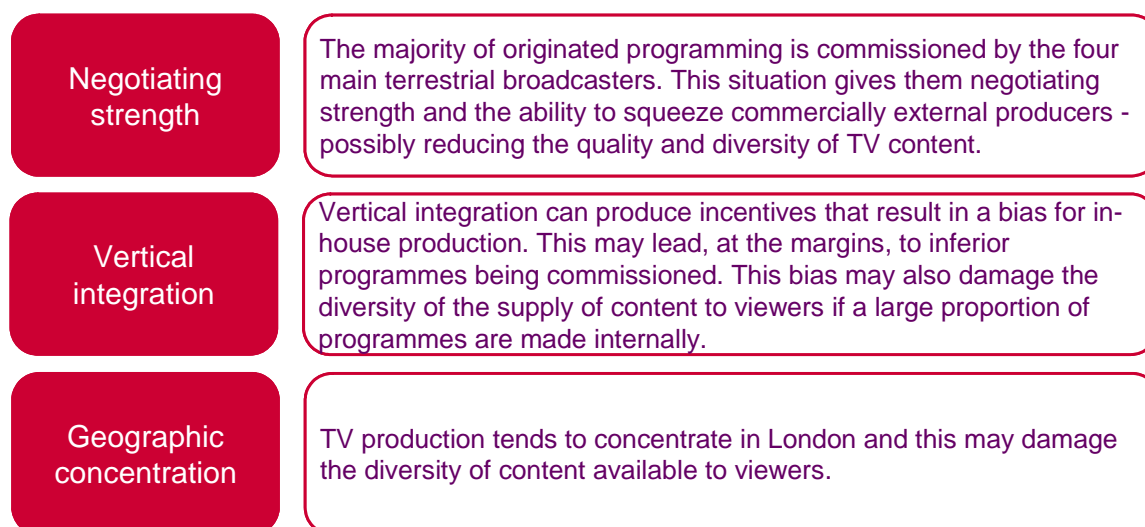 Negotiating
strength
The majority of originated programming is commissioned by the four
main terrestrial broadcasters. This situation gives them negotiating
strength and the ability to squeeze commercially external producers -
possibly reducing the quality and diversity of TV content.
Vertical
integration
Vertical integration can produce incentives that result in a bias for in-
house production. This may lead, at the margins, to inferior
programmes being commissioned. This bias may also damage the
diversity of the supply of content to viewers if a large proportion of
programmes are made internally.
Geographic
concentration
TV production tends to concentrate in London and this may damage
the diversity of content available to viewers.